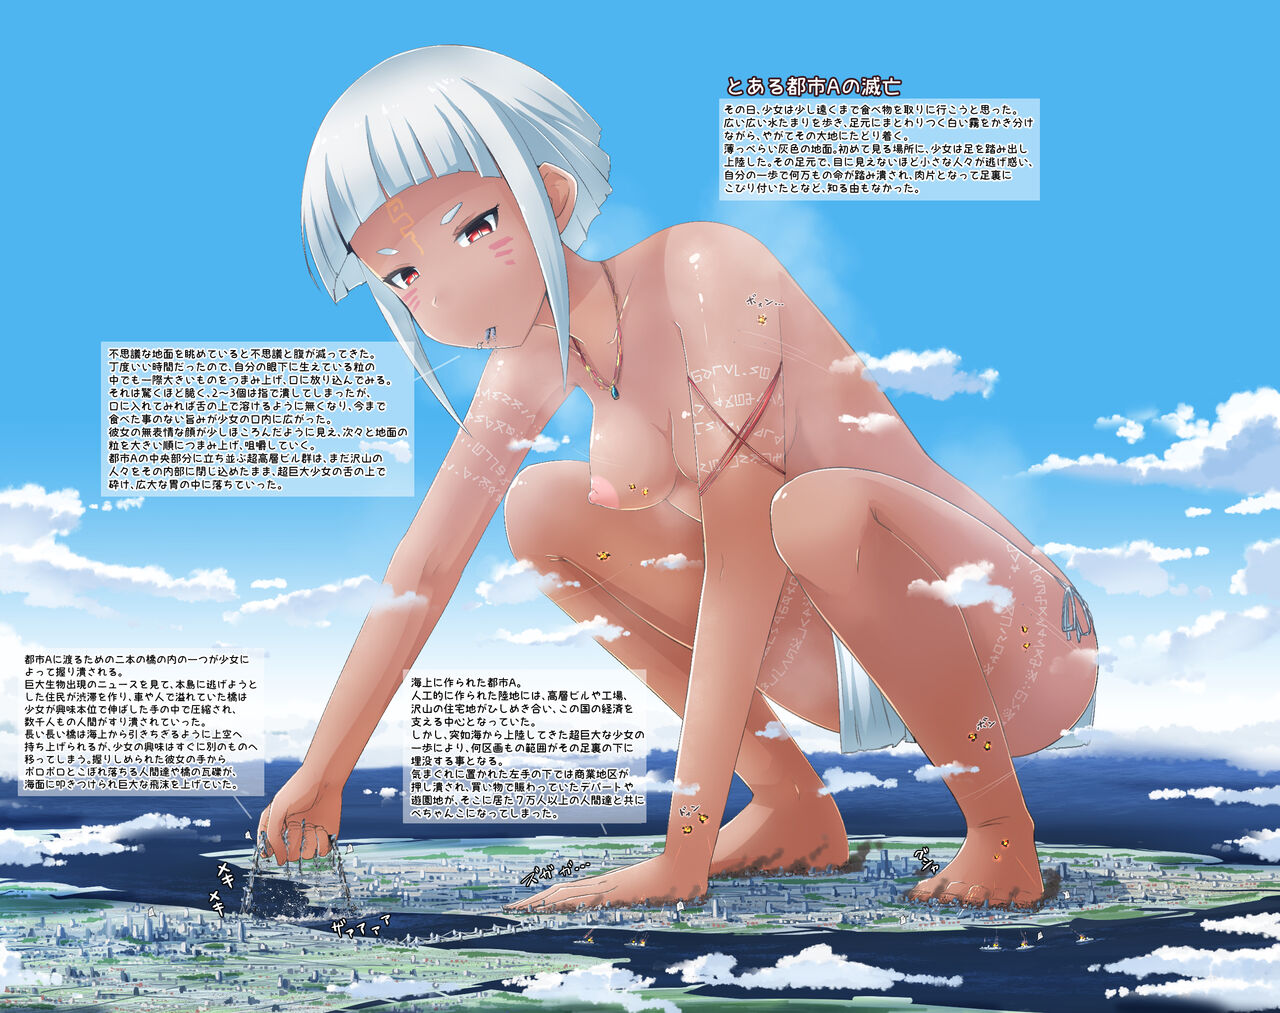 とある都市Aの滅亡
その日、少女は少し遠くまで食べ物を取りに行こうと思った。
広い広い水たまりを歩き、足元にまとわりつく白い霧をかき分け
ながら、やがてその大地にたどり着く。
薄っぺらい灰色の地面。初めて見る場所に、少女は足を踏み出し
上陸した。その足元で、目に見えないほど小さな人々が逃げ惑い、
自分の一歩で何万もの命が踏み潰され、肉片となって足裏に
こびり付いたとなど、知る由もなかった。
ボイン…
不思議な地面を眺めていると不思議と腹が減ってきた。
丁度いい時間だったので、自分の眼下に生えている粒の
中でも一際大きいものをつまみ上げ、口に放り込んでみる。
それは驚くほど脆く、2~3個は指で潰してしまったが、
口に入れてみれば舌の上で溶けるように無くなり、今まで
食べた事のない旨みが少女の口内に広がった。
彼女の無表情な顔が少しほころんだように見え、次々と地面の
粒を大きい順につまみ上げ、咀嚼していく。
都市Aの中央部分に立ち並ぶ超高層ビル群は、まだ沢山の
人々をその内部に閉じ込めたまま、超巨大少女の舌の上で
砕け、広大な胃の中に落ちていった。
都市Aに渡るための二本の橋の内の一つが少女に
よって握り潰される。
巨大生物出現のニュースを見て、本島に逃げようと
した住民が渋滞を作り、車や人で溢れていた橋は
少女が興味本位で伸ばした手の中で圧縮され、
数千人もの人間がすり潰されていった。
長い長い橋は海上から引きちぎるように上空へ
持ち上げられるが、少女の興味はすぐに別のものへ
移ってしまう。握りしめられた彼女の手から
ボロボロとこぼれ落ちる人間達や橋の瓦礫が、
海面に叩きつけられ巨大な飛沫を上げていた。
海上に作られた都市A。
人工的に作られた陸地には、高層ビルや工場、
沢山の住宅地がひしめき合い、この国の経済を
支える中心となっていた。
しかし、突如海から上陸してきた超巨大な少女の
一歩により、何区画もの範囲がその足裏の下に
埋没する事となる。
気まぐれに置かれた左手の下では商業地区が
押し潰され、買い物で賑わっていたデパートや
遊園地が、そこに居た7万人以上の人間達と共に
ぺちゃんこになってしまった。
ボン
ドォン
メキ
メキ
ズガガガ…
グシャ
ザァァァァ